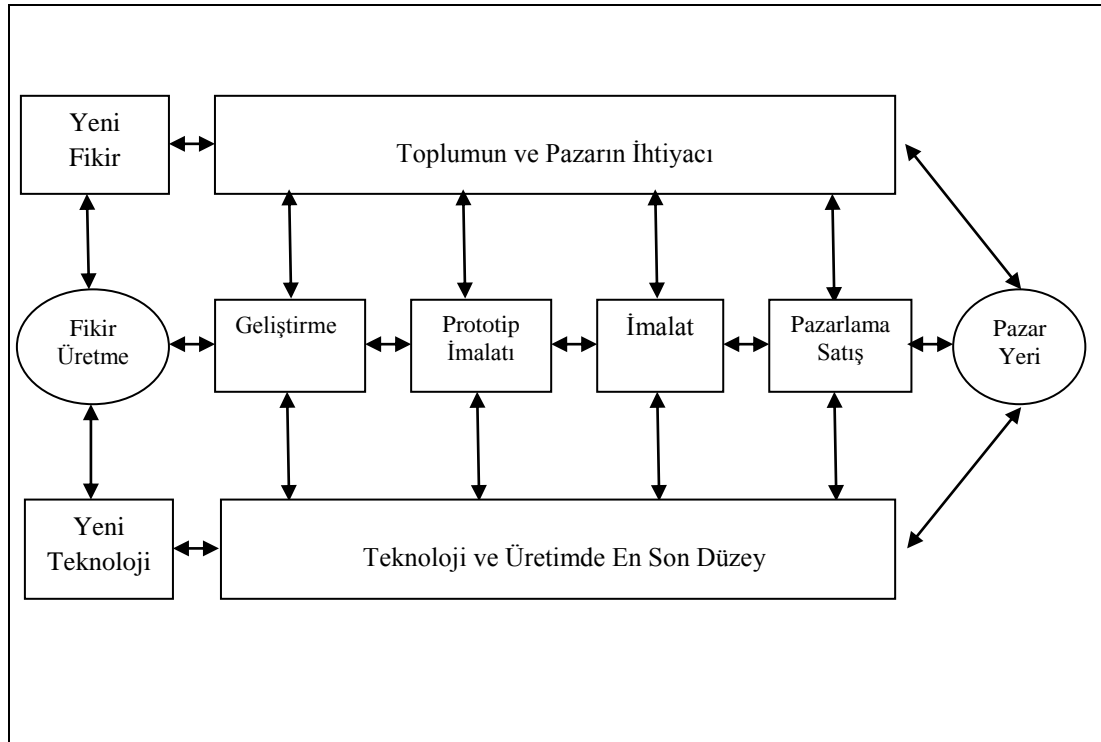 Yeni
Fikir
Toplumun ve Pazarın İhtiyacı
Fikir
Üretme
Geliştirme
Prototip
İmalatı
İmalat
Pazarlama
Satış
Pazar
Yeri
Yeni
Teknoloji
Teknoloji ve Üretimde En Son Düzey